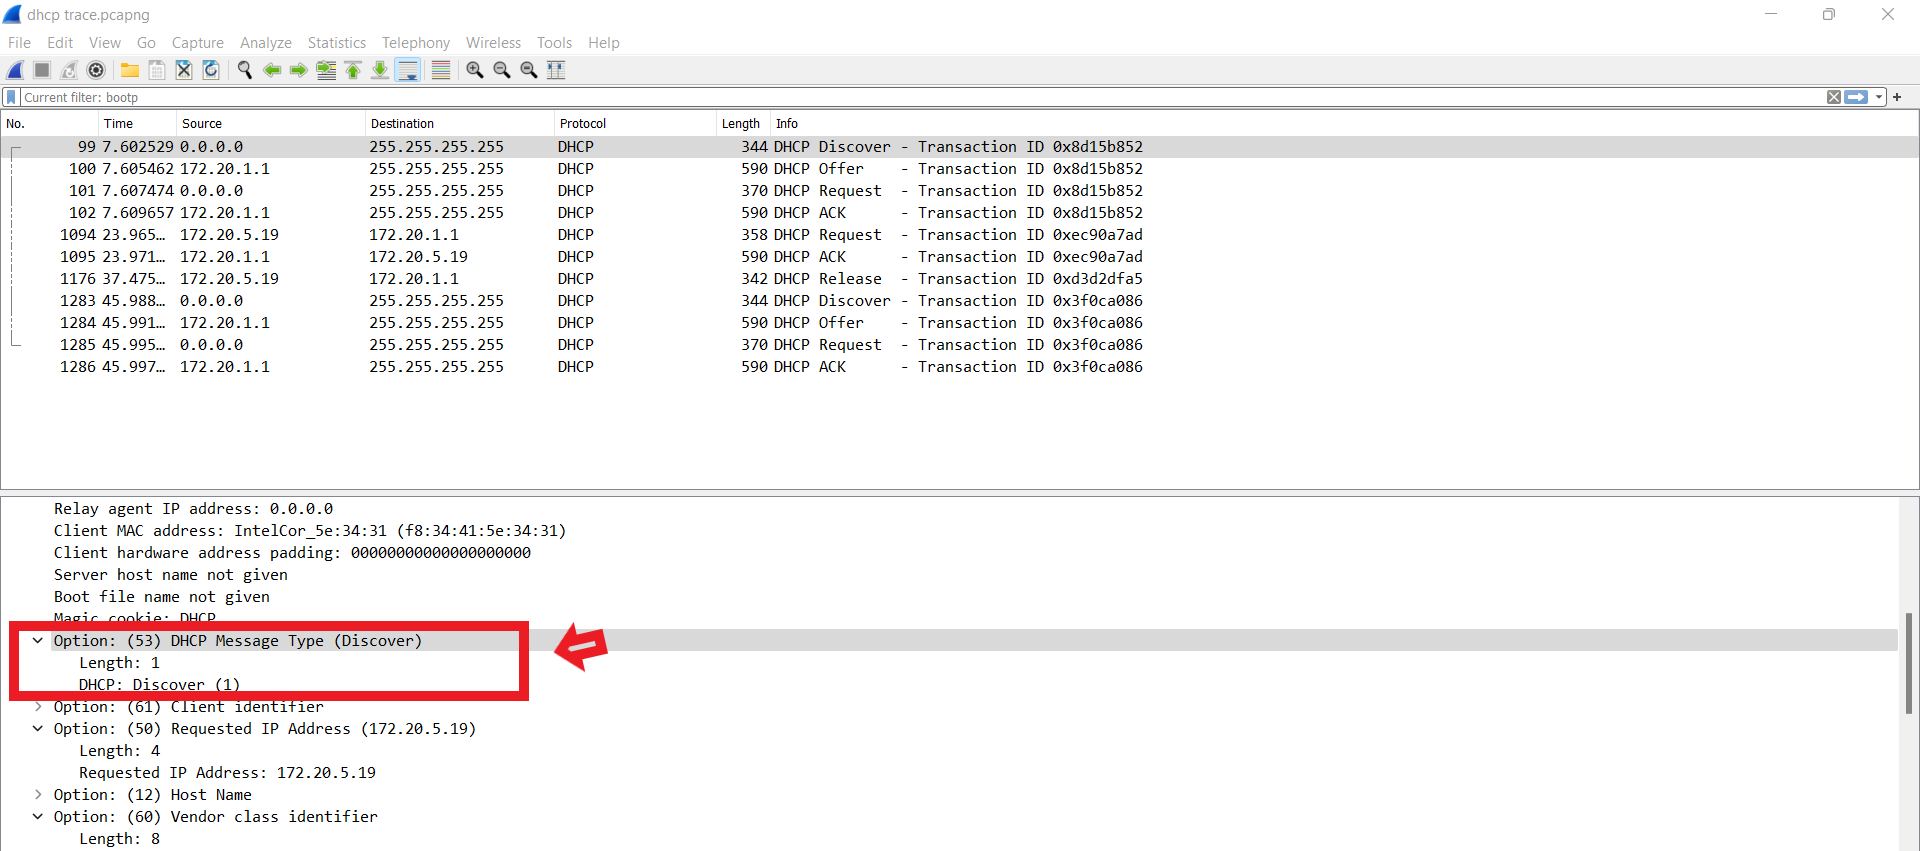 dhcp trace.pcapng
File Edit View Go Capture Analyze Statistics Telephony Wireless Tools Help
Current filter: bootp
No. Time Source Destination Protocol Length Info
99 7.602529 0.0.0.0 255.255.255.255 DHCP 344 DHCP Discover - Transaction ID 0x8d15b852
100 7.605462 172.20.1.1 255.255.255.255 DHCP 590 DHCP Offer - Transaction ID 0x8d15b852
101 7.607474 0.0.0.0 255.255.255.255 DHCP 370 DHCP Request - Transaction ID 0x8d15b852
102 7.609657 172.20.1.1 255.255.255.255 DHCP 590 DHCP ACK - Transaction ID 0x8d15b852
1094 23.965… 172.20.5.19 172.20.1.1 DHCP 358 DHCP Request - Transaction ID 0xec90a7ad
1095 23.971… 172.20.1.1 172.20.5.19 DHCP 590 DHCP ACK - Transaction ID 0xec90a7ad
1176 37.475… 172.20.5.19 172.20.1.1 DHCP 342 DHCP Release - Transaction ID 0xd3d2dfa5
1283 45.988… 0.0.0.0 255.255.255.255 DHCP 344 DHCP Discover - Transaction ID 0x3f0ca086
1284 45.991… 172.20.1.1 255.255.255.255 DHCP 590 DHCP Offer - Transaction ID 0x3f0ca086
1285 45.995… 0.0.0.0 255.255.255.255 DHCP 370 DHCP Request - Transaction ID 0x3f0ca086
1286 45.997… 172.20.1.1 255.255.255.255 DHCP 590 DHCP ACK - Transaction ID 0x3f0ca086
Relay agent IP address: 0.0.0.0
Client MAC address: IntelCor_5e:34:31 (f8:34:41:5e:34:31)
Client hardware address padding: 00000000000000000000
Server host name not given
Boot file name not given
Magic cookie: DHCP
Option: (53) DHCP Message Type (Discover)
Length: 1
DHCP: Discover (1)
Option: (61) Client identifier
Option: (50) Requested IP Address (172.20.5.19)
Length: 4
Requested IP Address: 172.20.5.19
Option: (12) Host Name
Option: (60) Vendor class identifier
Length: 8